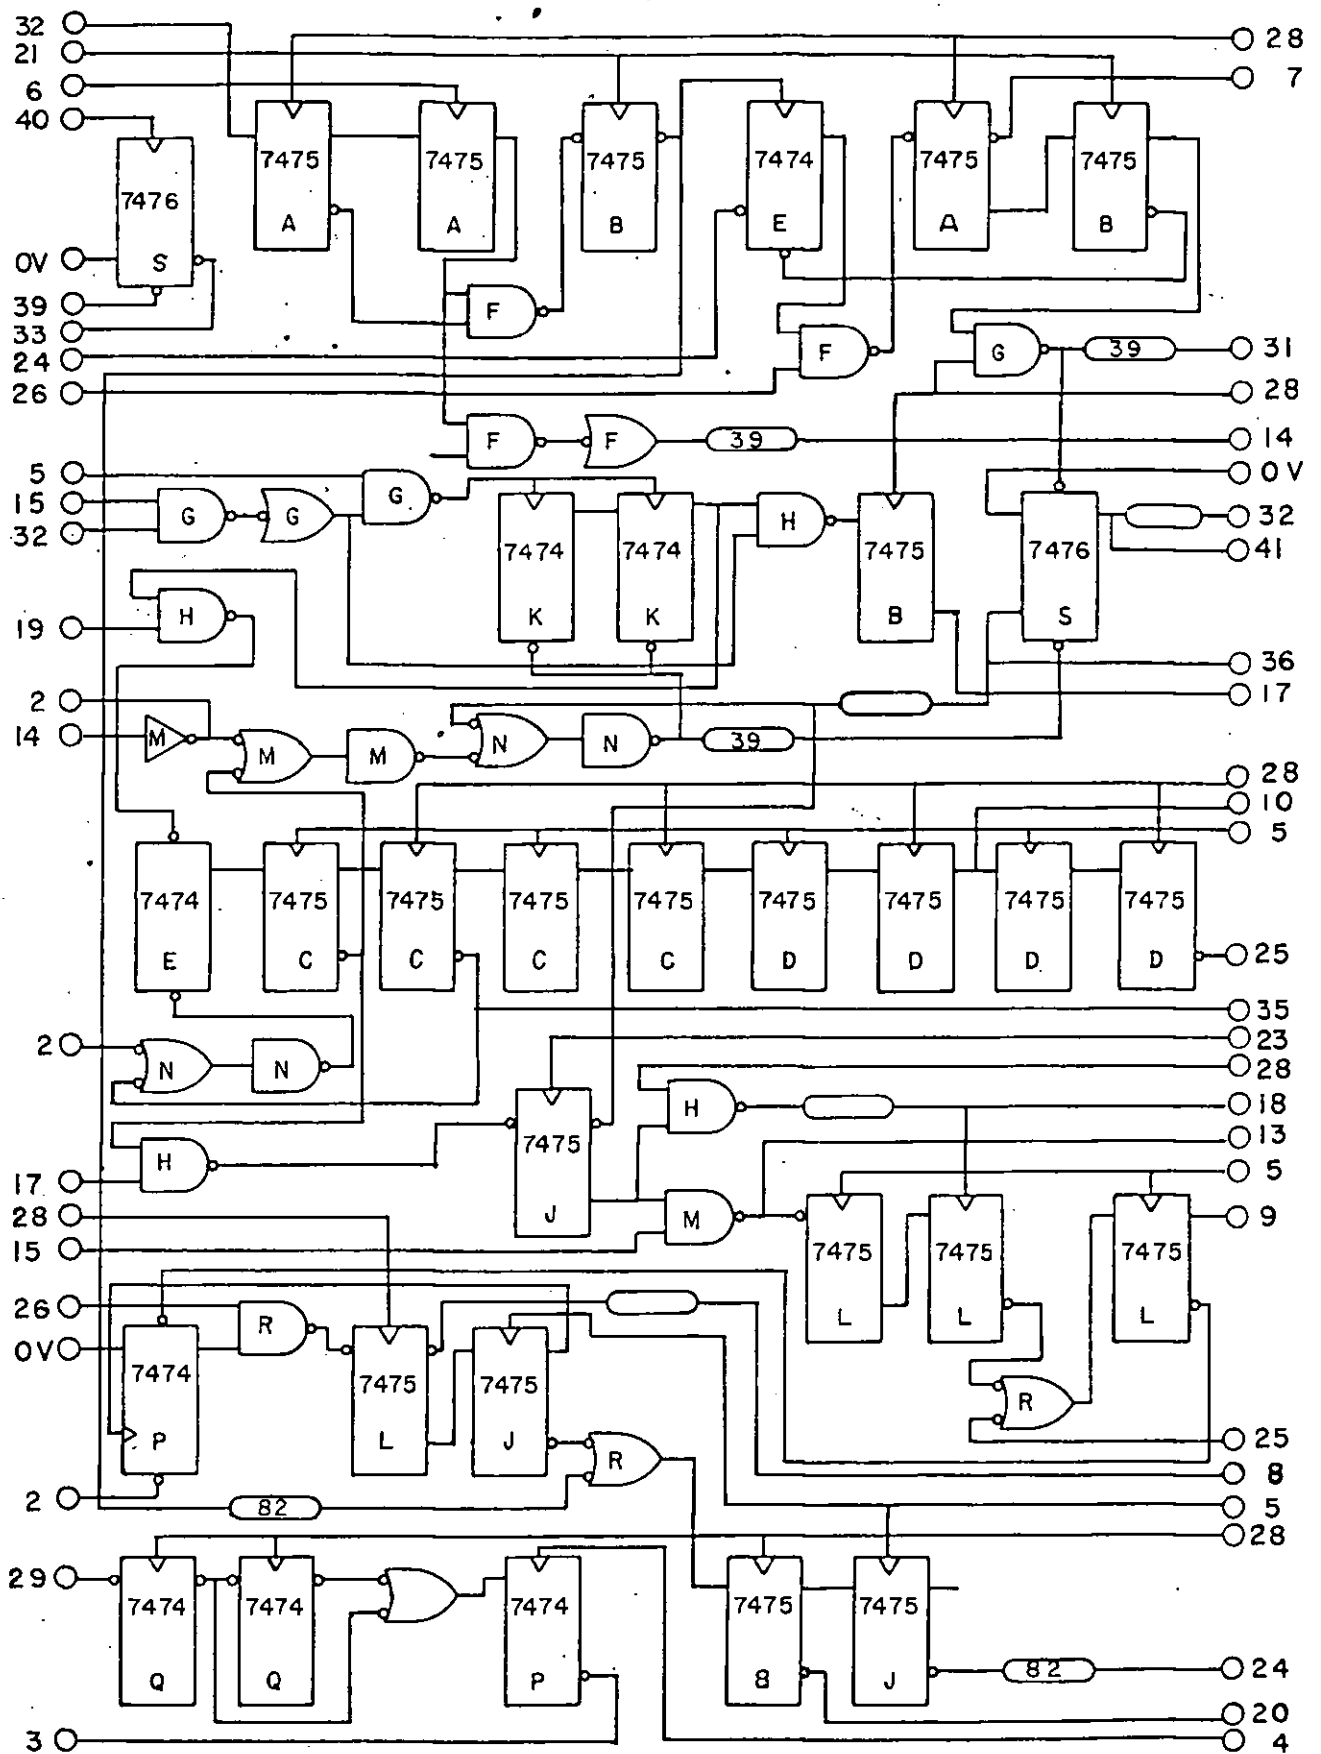 32 28
21
6 7
40
7475 7475 7475 7474 7475 7475
7476
A A B E A B
0V S
39 F
33
24 F G 39 31
26 28
F F 39 14
5 0V
15 G G G H 32
32 7474 7474 7475 7476 41
H
19 K K B S
36
2 17
14 M M M N N 39
28
10
5
7474 7475 7475 7475 7475 7475 7475 7475 7475
E C C C C D D D D 25
35
2 N N 23
28
H 18
H 7475 13
17 5
28 J M 9
15 7475 7475 7475
26 R L L L
0V
7474 7475 7475
R
P L J R 25
8
2 82 5
28
29
7474 7474 7474 7475 7475
Q Q P 8 J 82 24
20
3 4